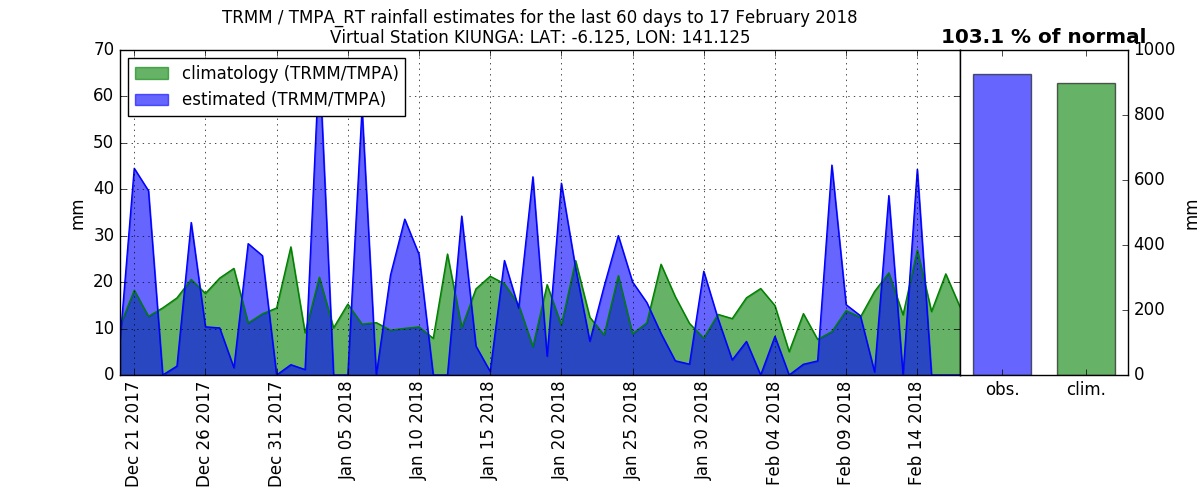 TRMM / TMPA_RT rainfall estimates for the last 60 days to 17 February 2018
Virtual Station KIUNGA: LAT: -6.125, LON: 141.125
103.1 % of normal
climatology (TRMM/TMPA)
estimated (TRMM/TMPA)
70
60
50
40
30
20
10
0
mm
Dec 21 2017
Dec 26 2017
Dec 31 2017
Jan 05 2018
Jan 10 2018
Jan 15 2018
Jan 20 2018
Jan 25 2018
Jan 30 2018
Feb 04 2018
Feb 09 2018
Feb 14 2018
obs.
clim.
1000
800
600
400
200
0
mm